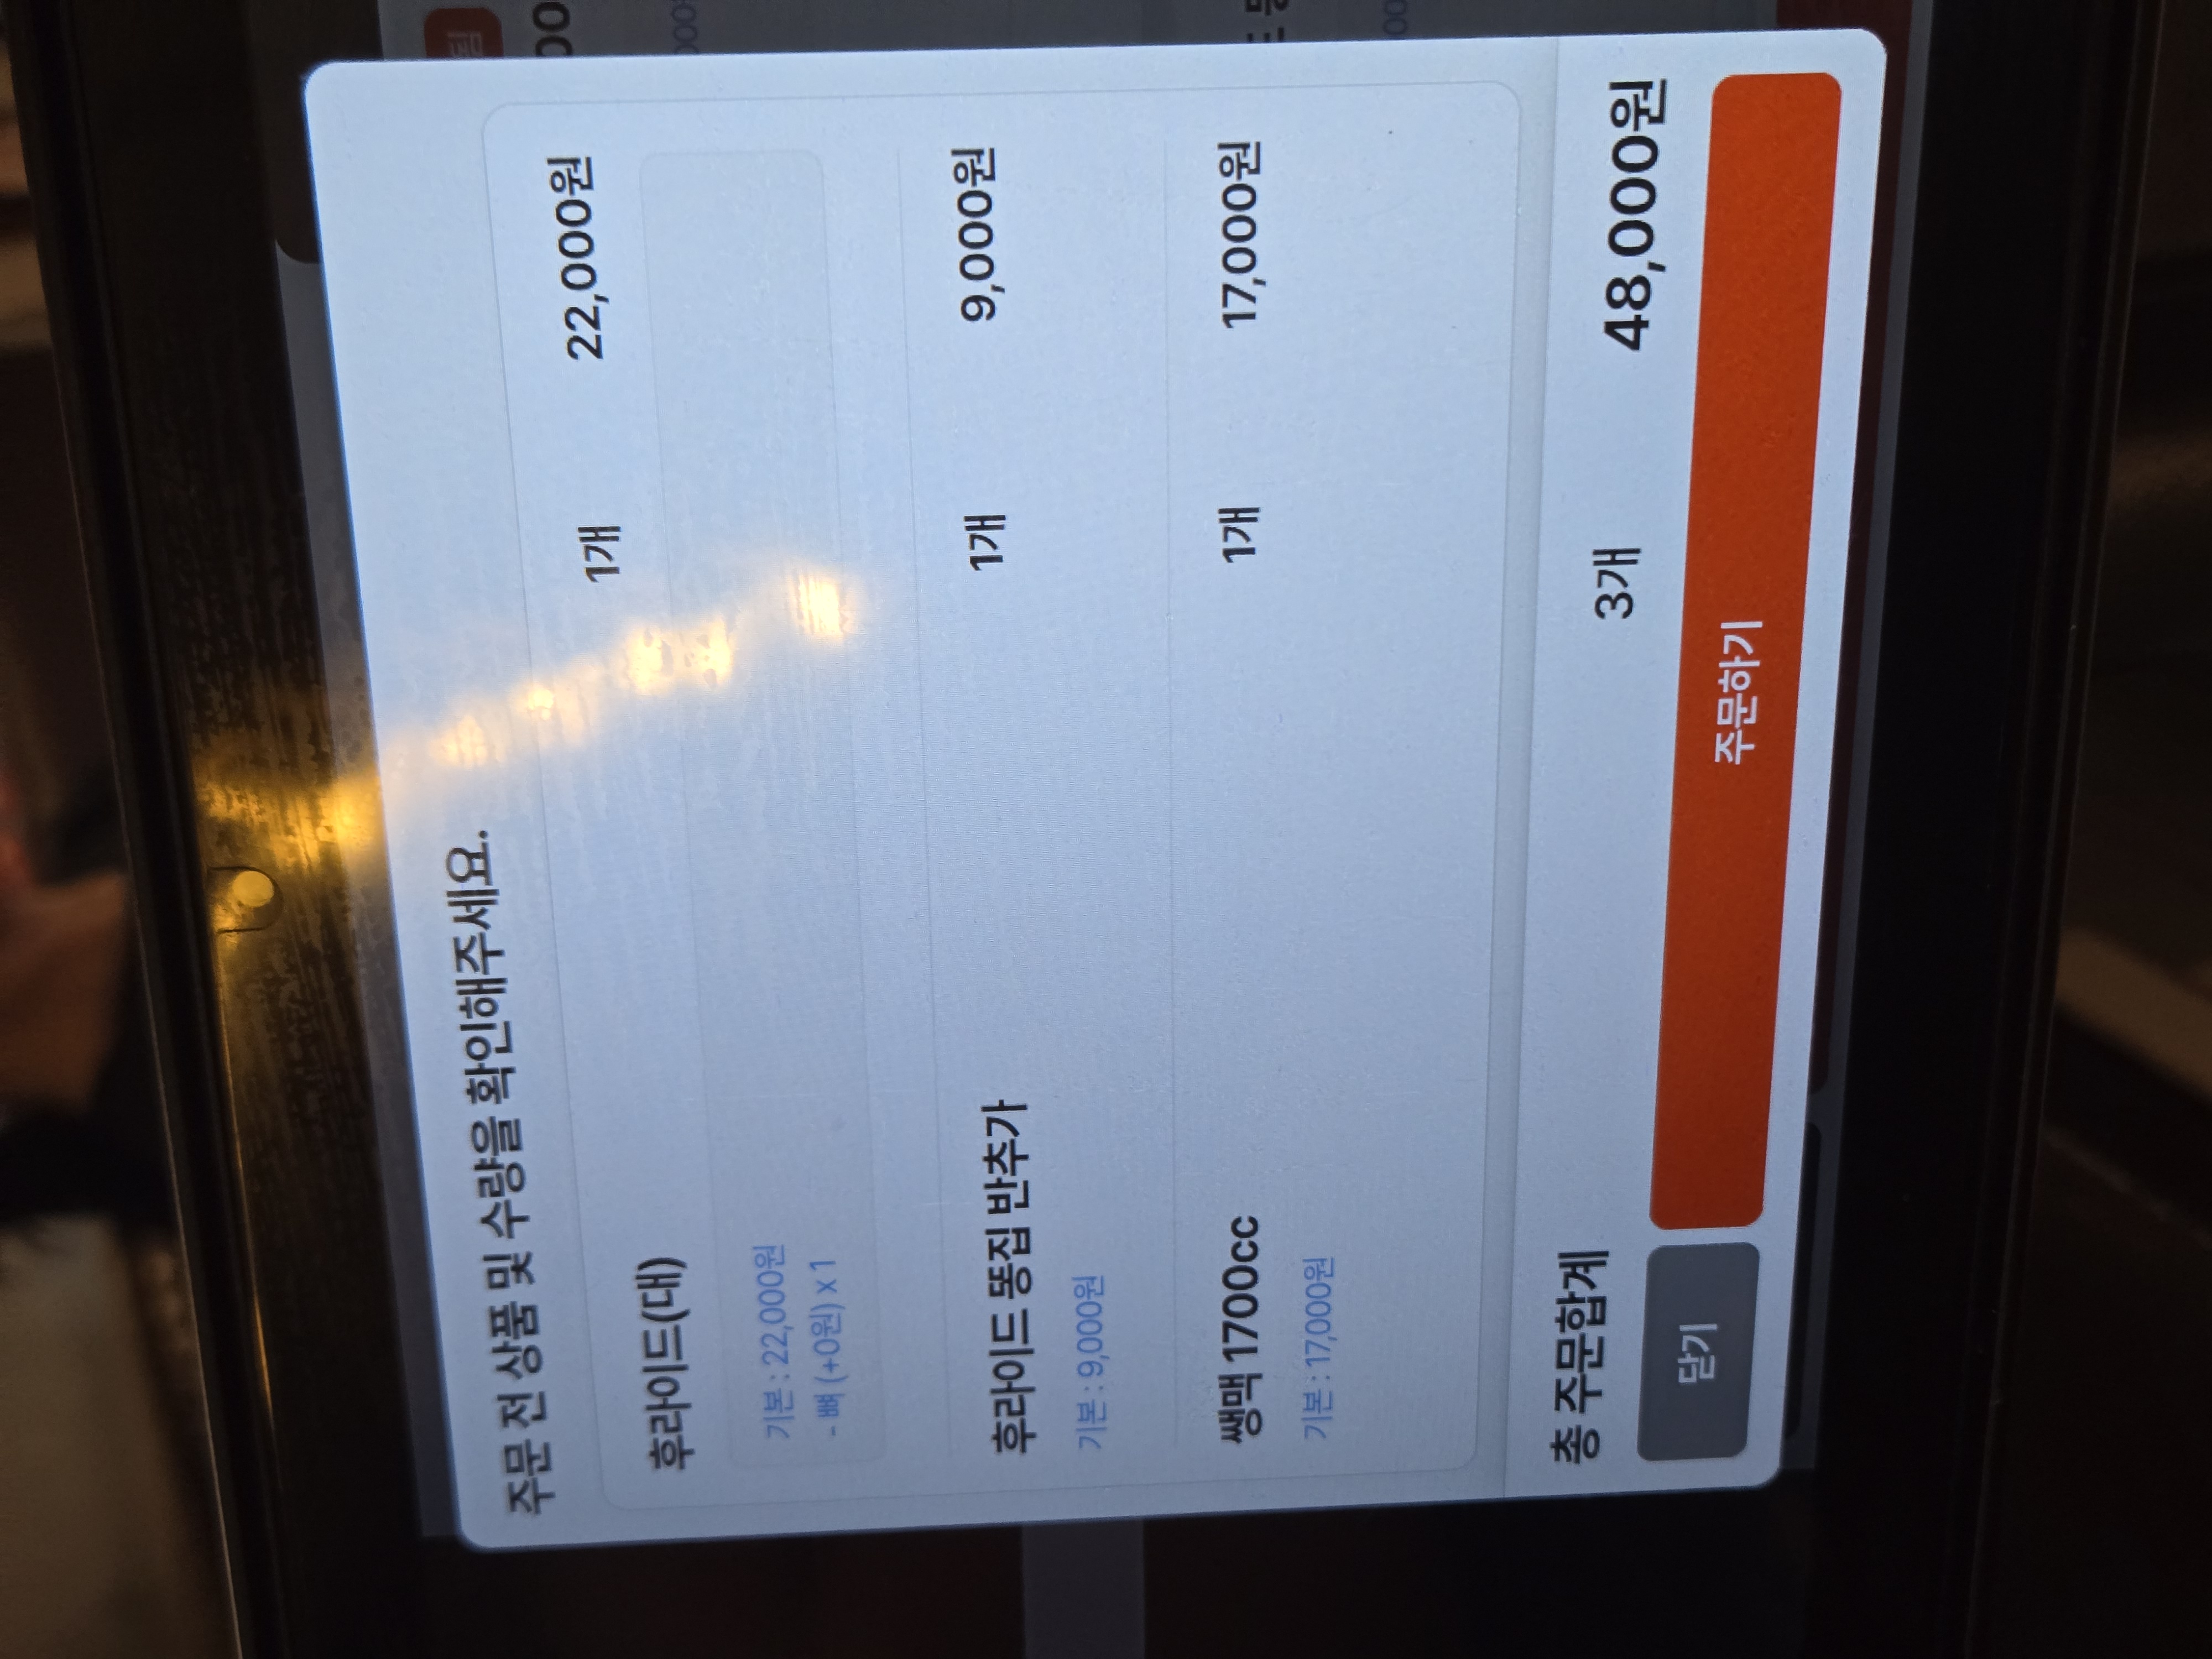 주문 전 상품 및 수량을 확인해주세요.
후라이드(대) 1개 22,000원
기본 : 22,000원
- 뼈 (+0원) x 1
후라이드 똥집 반추가 1개 9,000원
기본 : 9,000원
쌩맥 1700cc 1개 17,000원
기본 : 17,000원
총 주문합계 3개 48,000원
닫기 주문하기